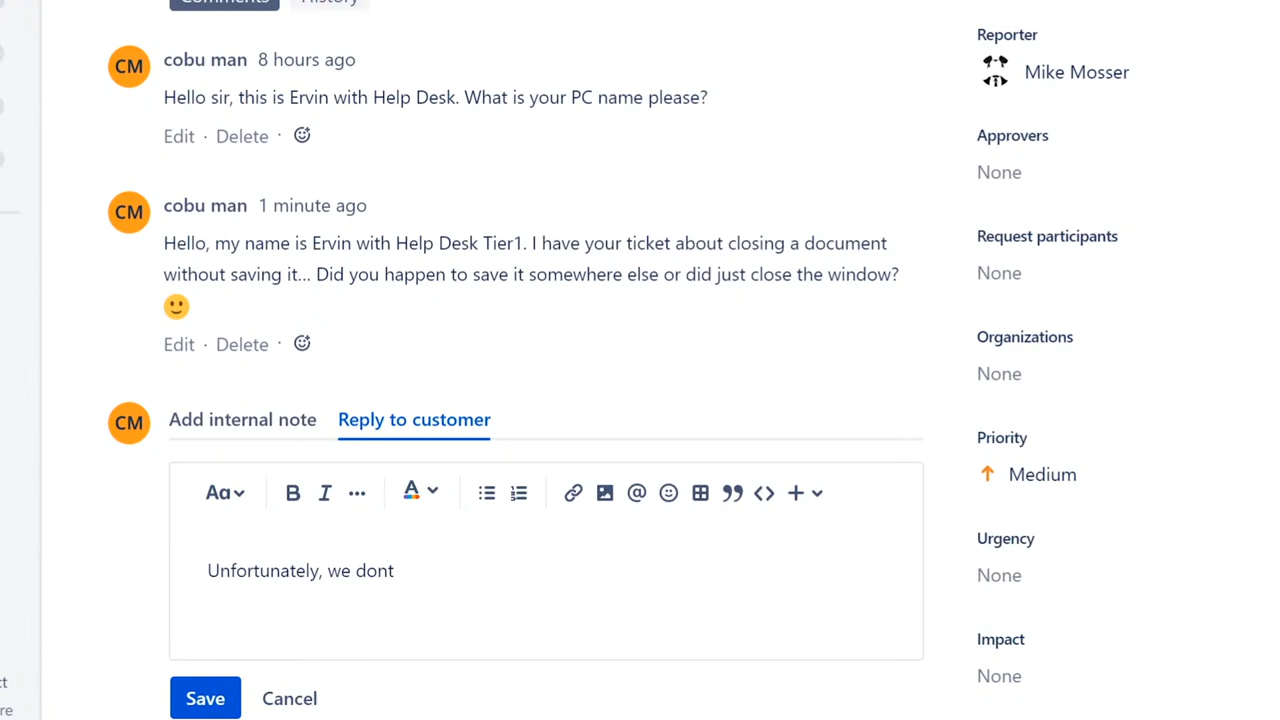 Comments History
cobu man 8 hours ago
Hello sir, this is Ervin with Help Desk. What is your PC name please?
Edit · Delete ·
cobu man 1 minute ago
Hello, my name is Ervin with Help Desk Tier1. I have your ticket about closing a document
without saving it... Did you happen to save it somewhere else or did just close the window?
Edit · Delete ·
CM
CM
CM
Add internal note Reply to customer
Aa B I ... A
Unfortunately, we dont
Save Cancel
Reporter
Mike Mosser
Approvers
None
Request participants
None
Organizations
None
Priority
Medium
Urgency
None
Impact
None
ct
re